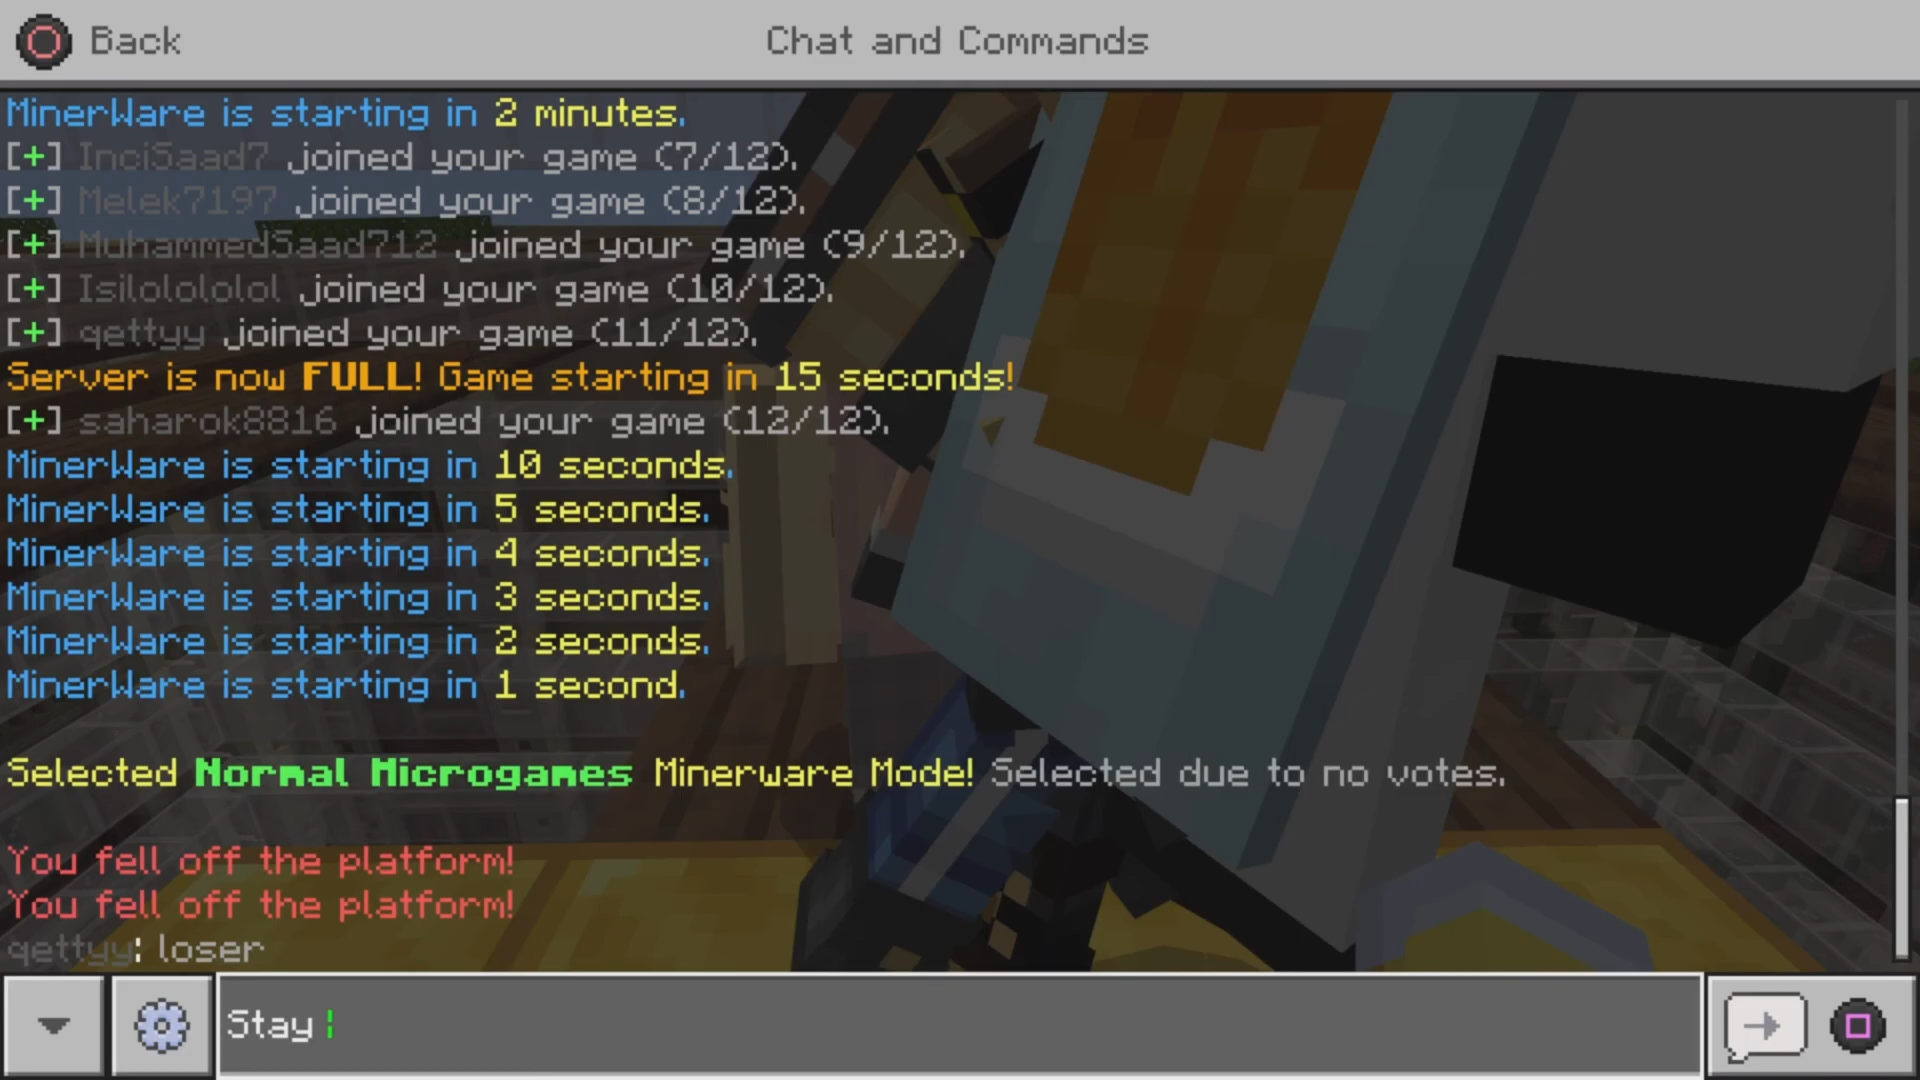 Back
Chat and Commands
MinerWare is starting in 2 minutes.
[+] InciSaad7 joined your game (7/12).
[+] Melek7197 joined your game (8/12).
[+] MuhammedSaad712 joined your game (9/12).
[+] Isilolololol joined your game (10/12).
[+] qettyy joined your game (11/12).
Server is now FULL! Game starting in 15 seconds!
[+] saharok8816 joined your game (12/12).
MinerWare is starting in 10 seconds.
MinerWare is starting in 5 seconds.
MinerWare is starting in 4 seconds.
MinerWare is starting in 3 seconds.
MinerWare is starting in 2 seconds.
MinerWare is starting in 1 second.
Selected Normal Microgames Minerware Mode! Selected due to no votes.
You fell off the platform!
You fell off the platform!
qettyy: loser
Stay